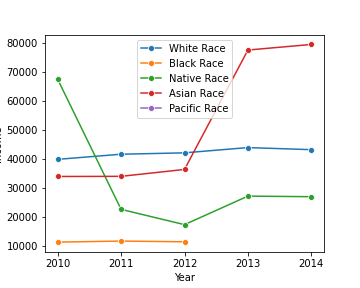 White Race
Black Race
Native Race
Asian Race
Pacific Race
80000
70000
60000
50000
40000
30000
20000
10000
2010 2011 2012 2013 2014
Year